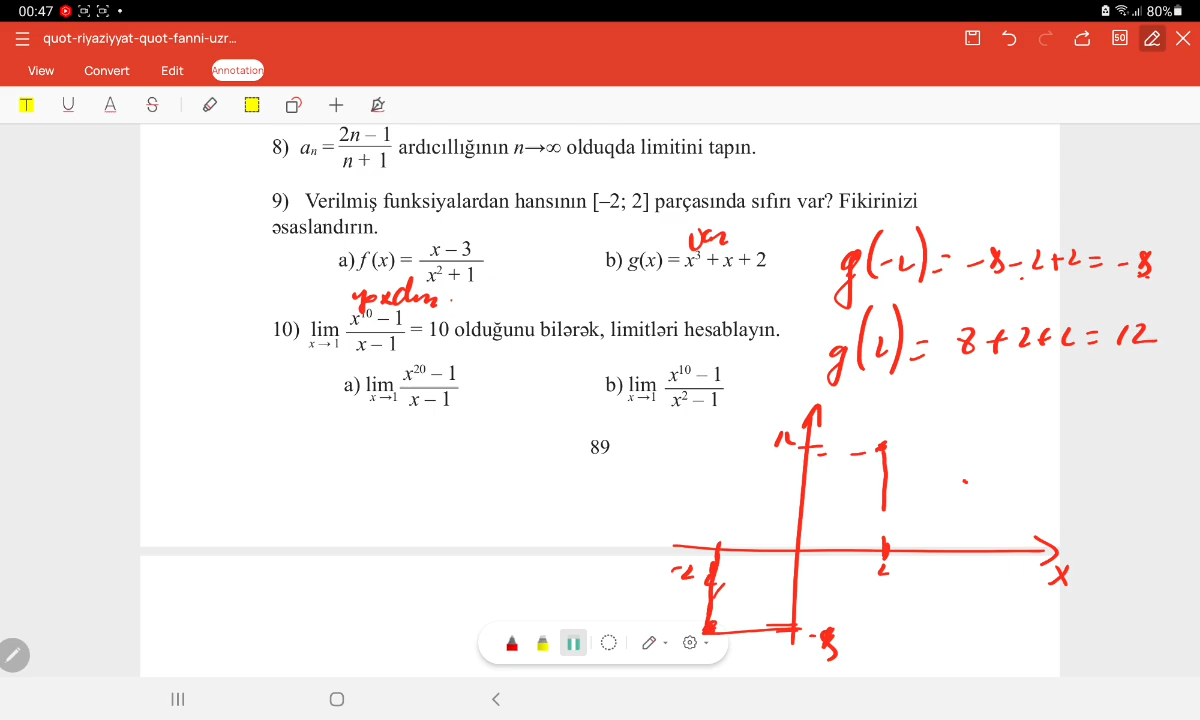 00:47 80%
quot-riyaziyyat-quot-fanni-uzr...
50
View Convert Edit Annotation
T U A S
8) aₙ = (2n – 1)/(n + 1) ardıcıllığının n→∞ olduqda limitini tapın.
9) Verilmiş funksiyalardan hansının [–2; 2] parçasında sıfırı var? Fikirinizi
əsaslandırın.
var
a) f (x) = (x – 3)/(x² + 1) b) g(x) = x³ + x + 2
g(-2) = -8-2+2 = -8
yoxdur
10) lim x→1 (x¹⁰ – 1)/(x – 1) = 10 olduğunu bilərək, limitləri hesablayın.
g(2) = 8+2+2 = 12
a) lim x→1 (x²⁰ – 1)/(x – 1) b) lim x→1 (x¹⁰ – 1)/(x² – 1)
89
12
-2 2 x
-8